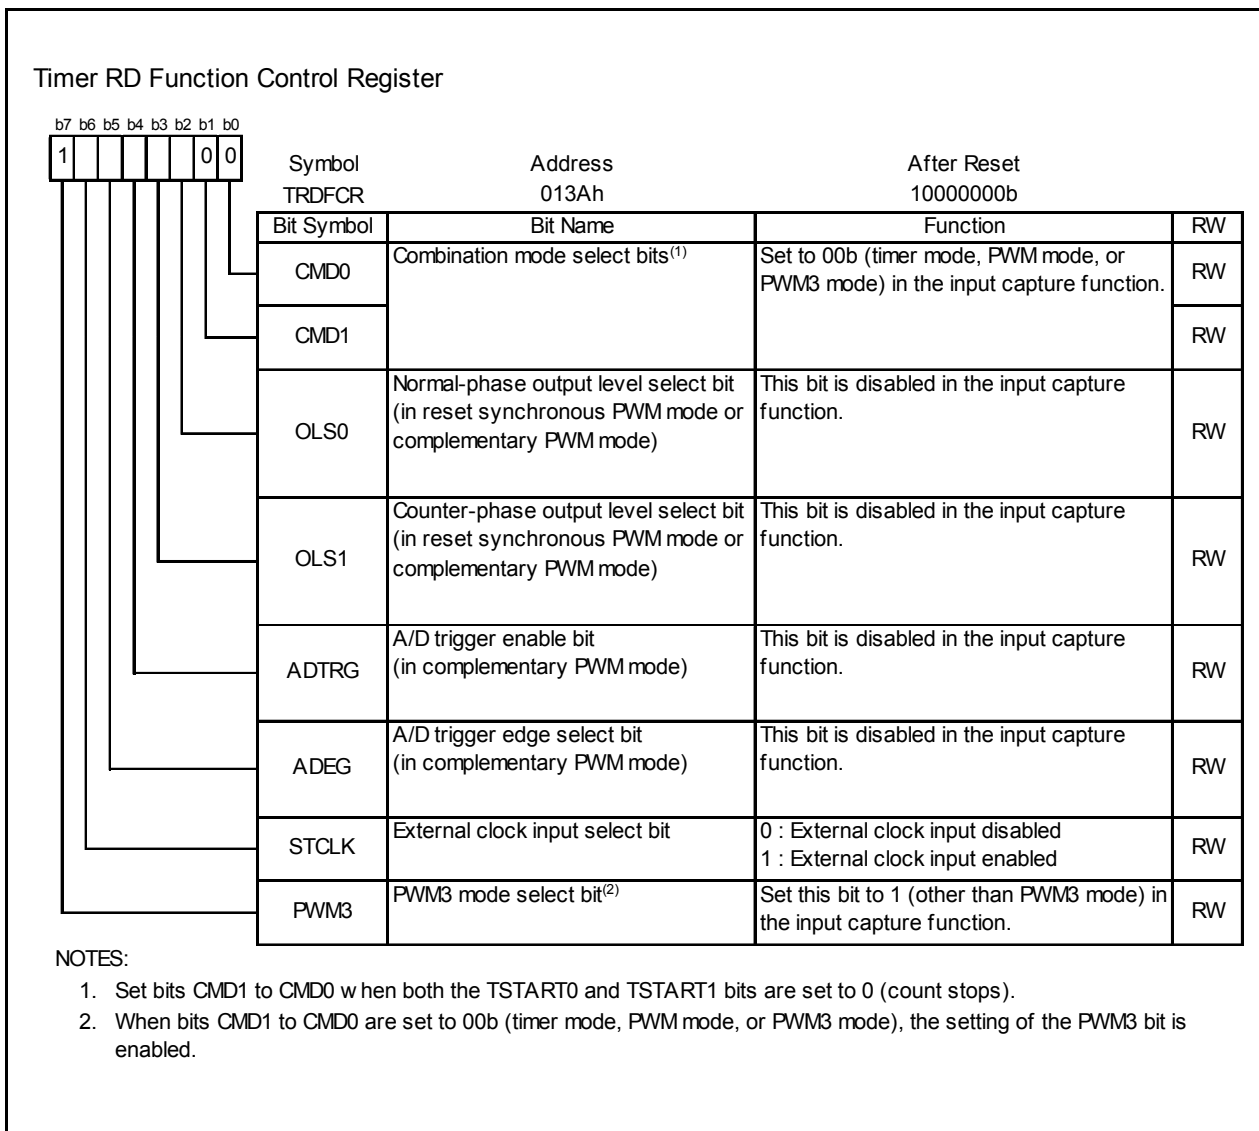 Timer RD Function Control Register
b7 b6 b5 b4 b3 b2 b1 b0
1 0 0
Symbol Address After Reset
TRDFCR 013Ah 10000000b
Bit Symbol Bit Name Function RW
CMD0 Combination mode select bits(1) Set to 00b (timer mode, PWM mode, or
PWM3 mode) in the input capture function. RW
CMD1 RW
OLS0 Normal-phase output level select bit
(in reset synchronous PWM mode or
complementary PWM mode) This bit is disabled in the input capture
function. RW
OLS1 Counter-phase output level select bit
(in reset synchronous PWM mode or
complementary PWM mode) This bit is disabled in the input capture
function. RW
ADTRG A/D trigger enable bit
(in complementary PWM mode) This bit is disabled in the input capture
function. RW
ADEG A/D trigger edge select bit
(in complementary PWM mode) This bit is disabled in the input capture
function. RW
STCLK External clock input select bit 0 : External clock input disabled
1 : External clock input enabled RW
PWM3 PWM3 mode select bit(2) Set this bit to 1 (other than PWM3 mode) in
the input capture function. RW
NOTES:
1. Set bits CMD1 to CMD0 when both the TSTART0 and TSTART1 bits are set to 0 (count stops).
2. When bits CMD1 to CMD0 are set to 00b (timer mode, PWM mode, or PWM3 mode), the setting of the PWM3 bit is
enabled.